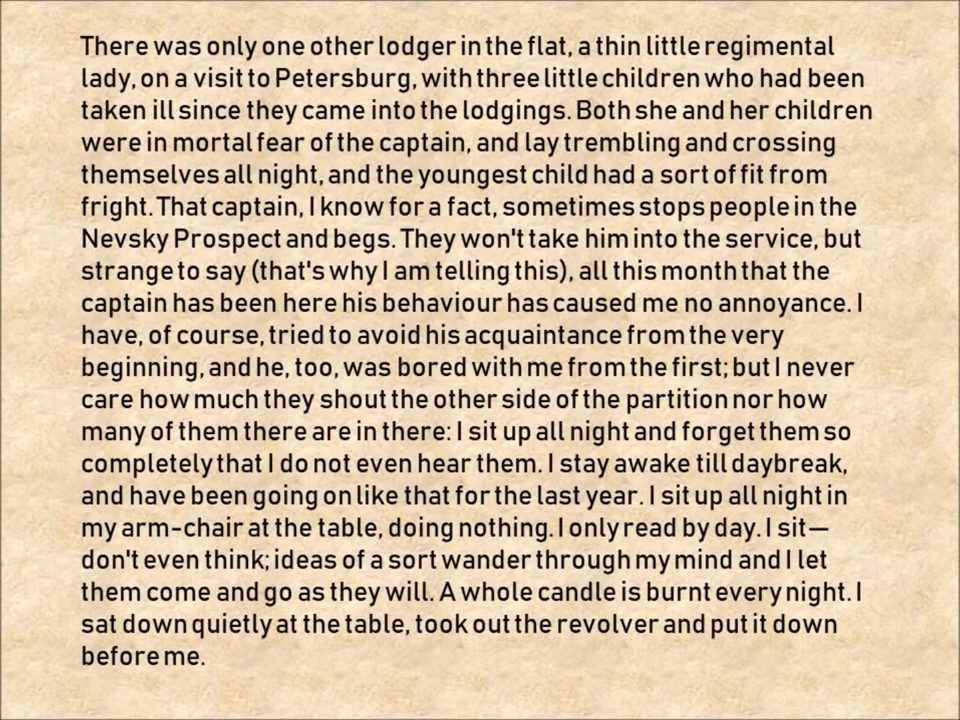 There was only one other lodger in the flat, a thin little regimental
lady, on a visit to Petersburg, with three little children who had been
taken ill since they came into the lodgings. Both she and her children
were in mortal fear of the captain, and lay trembling and crossing
themselves all night, and the youngest child had a sort of fit from
fright. That captain, I know for a fact, sometimes stops people in the
Nevsky Prospect and begs. They won't take him into the service, but
strange to say (that's why I am telling this), all this month that the
captain has been here his behaviour has caused me no annoyance. I
have, of course, tried to avoid his acquaintance from the very
beginning, and he, too, was bored with me from the first; but I never
care how much they shout the other side of the partition nor how
many of them there are in there: I sit up all night and forget them so
completely that I do not even hear them. I stay awake till daybreak,
and have been going on like that for the last year. I sit up all night in
my arm-chair at the table, doing nothing. I only read by day. I sit—
don't even think; ideas of a sort wander through my mind and I let
them come and go as they will. A whole candle is burnt every night. I
sat down quietly at the table, took out the revolver and put it down
before me.